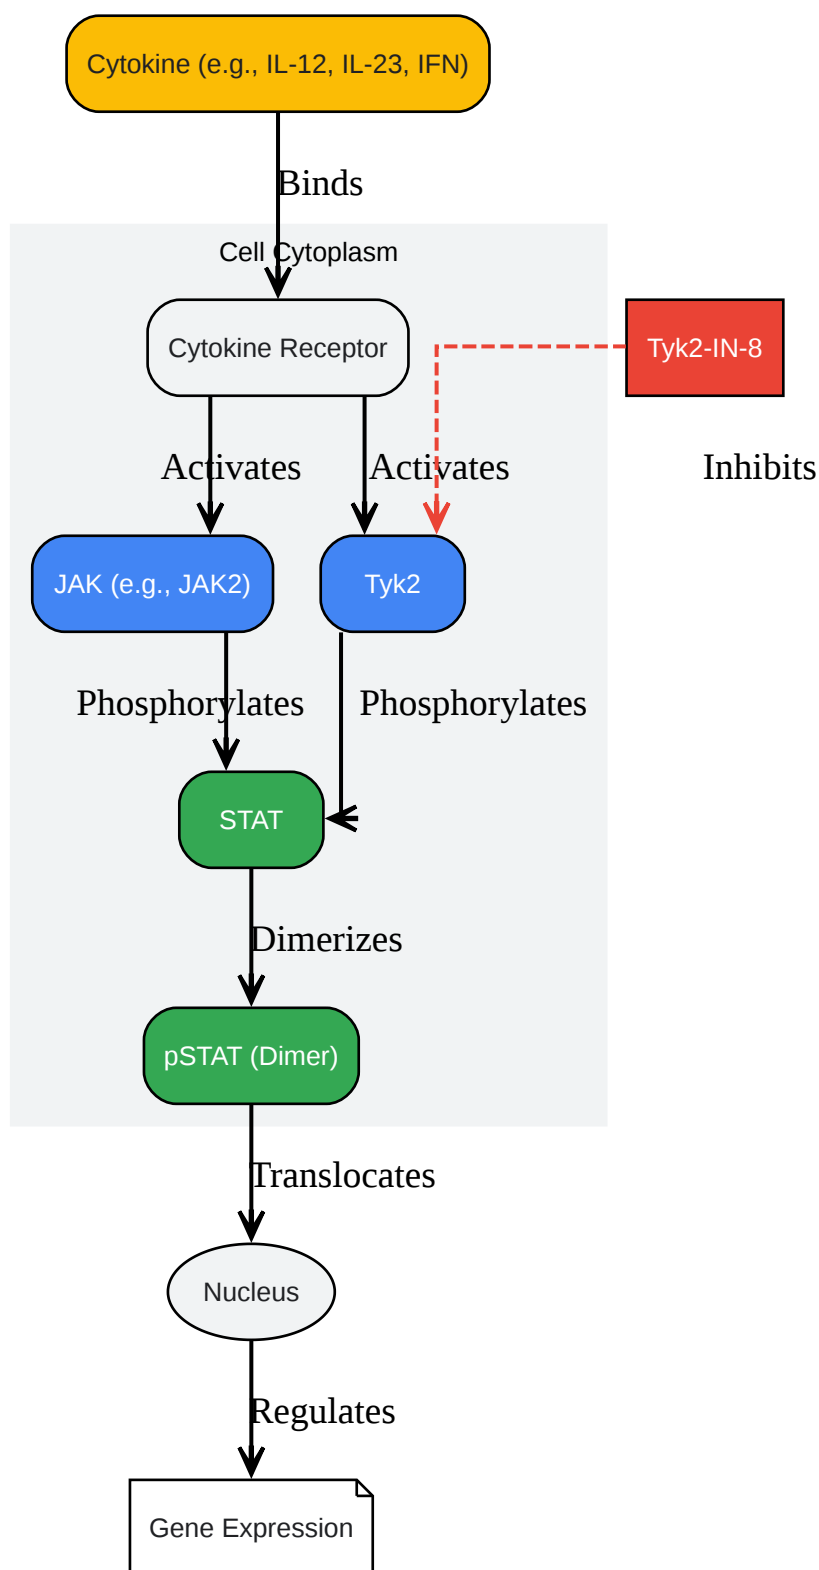 Cytokine (e.g., IL-12, IL-23, IFN)
Binds
Cell Cytoplasm
Cytokine Receptor
Tyk2-IN-8
Activates
Activates
Inhibits
JAK (e.g., JAK2)
Tyk2
Phosphorylates
Phosphorylates
STAT
Dimerizes
pSTAT (Dimer)
Translocates
Nucleus
Regulates
Gene Expression